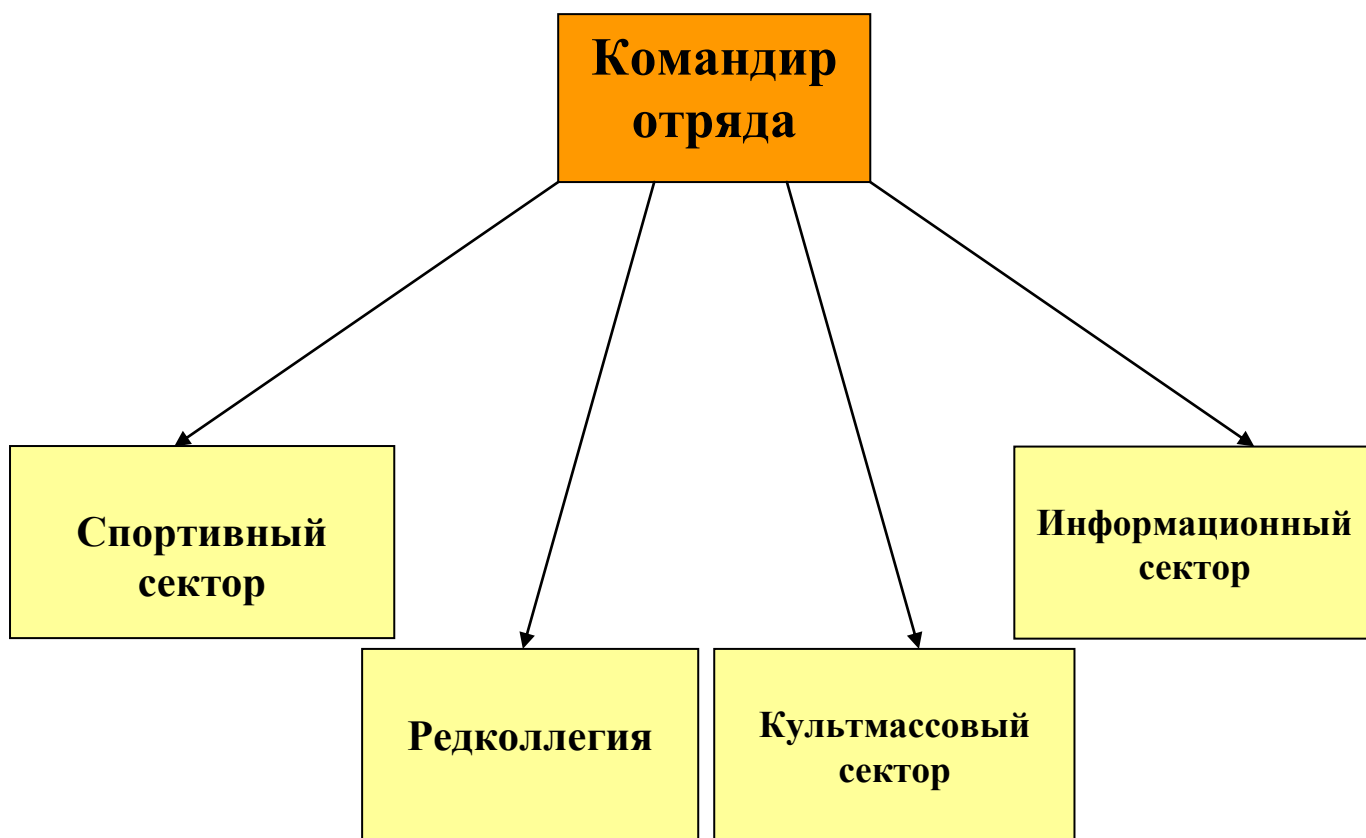 Командир
отряда
Спортивный
сектор
Редколлегия
Культмассовый
сектор
Информационный
сектор